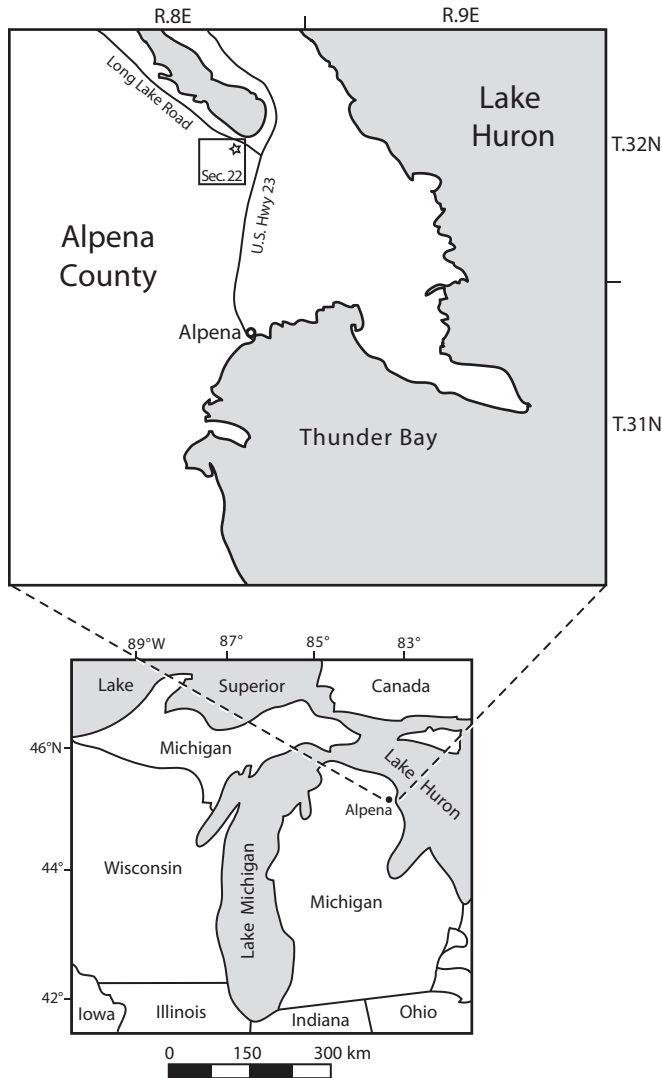 R.8E
R.9E
Long Lake Road
Lake
Huron
T.32N
Sec. 22
U.S. Hwy 23
Alpena
County
Alpena
T.31N
Thunder Bay
89°W
87°
85°
83°
Lake
Superior
Canada
46°N
Michigan
Lake Huron
Alpena
44°
Wisconsin
Lake Michigan
Michigan
42°
Iowa
Illinois
Indiana
Ohio
0
150
300 km